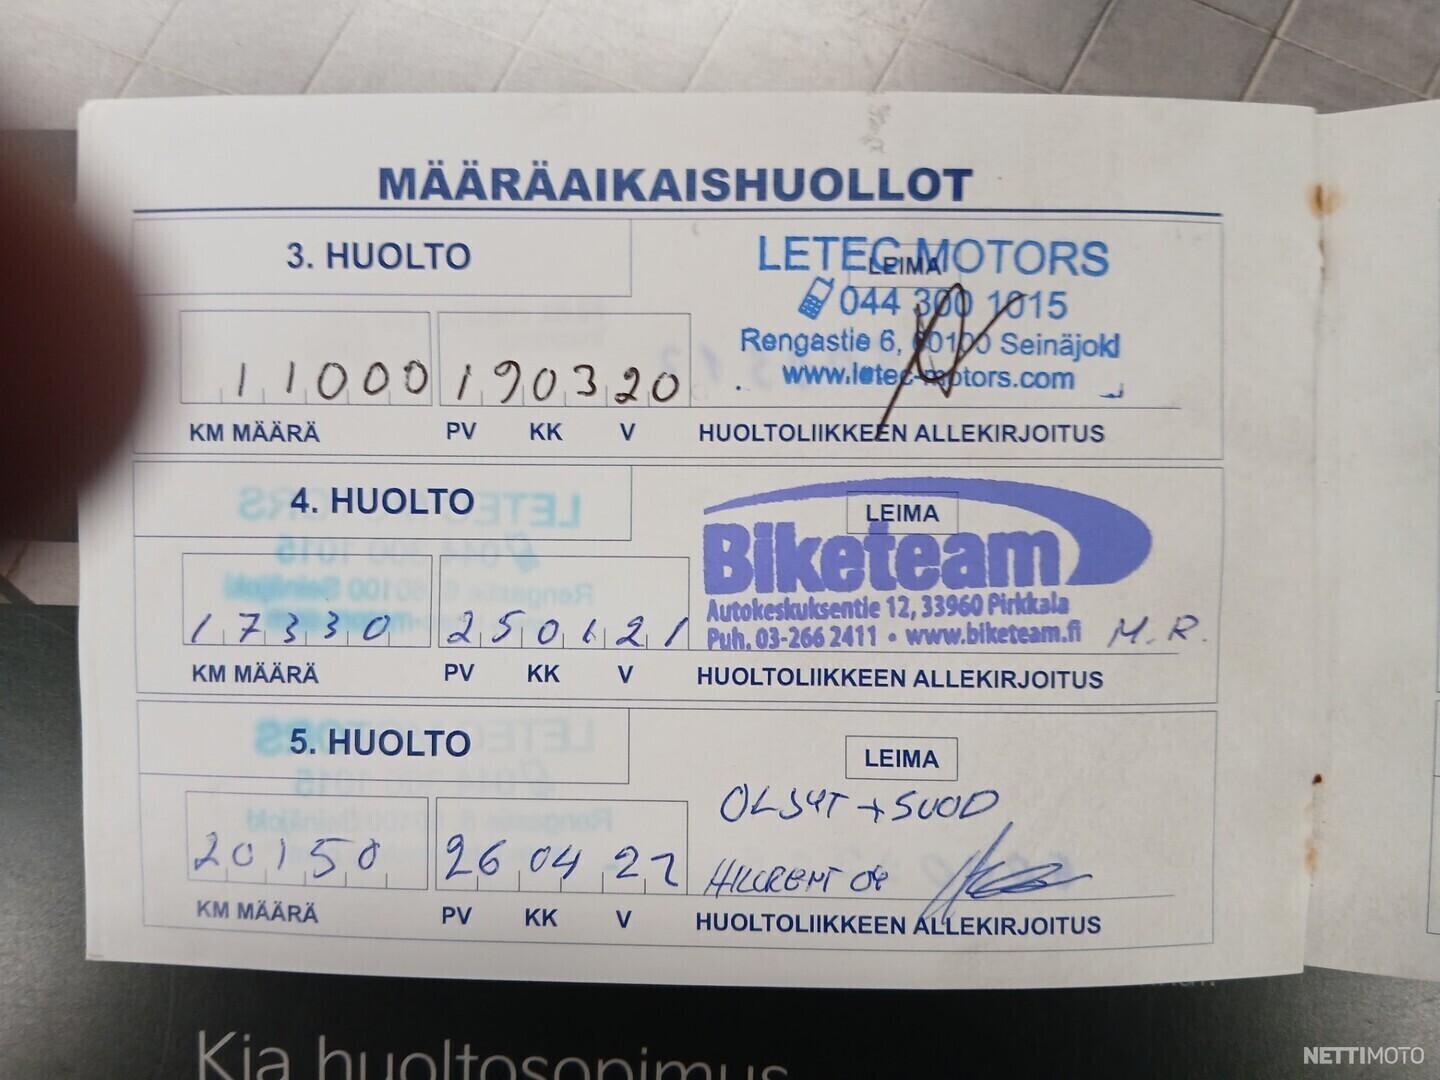 MÄÄRÄAIKAISHUOLLOT
3. HUOLTO
LETEC MOTORS
LEIMA
044 300 1015
Rengastie 6, 60100 Seinäjoki
www.letec-motors.com
11000 190320
KM MÄÄRÄ PV KK V HUOLTOLIIKKEEN ALLEKIRJOITUS
4. HUOLTO
LEIMA
Biketeam
Autokeskuksentie 12, 33960 Pirkkala
Puh. 03-266 2411 • www.biketeam.fi M.R.
17330 250121
KM MÄÄRÄ PV KK V HUOLTOLIIKKEEN ALLEKIRJOITUS
5. HUOLTO
LEIMA
ÖLJYT + SUOD
20150 260422
KM MÄÄRÄ PV KK V HUOLTOLIIKKEEN ALLEKIRJOITUS
Kia huoltosopimus
NETTIMOTO